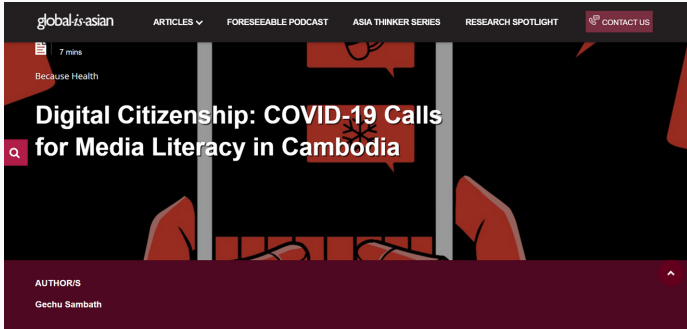 global-is-asian
ARTICLES
FORESEEABLE PODCAST
ASIA THINKER SERIES
RESEARCH SPOTLIGHT
CONTACT US
7 mins
Because Health
Digital Citizenship: COVID-19 Calls
for Media Literacy in Cambodia
AUTHOR/S
Gechu Sambath